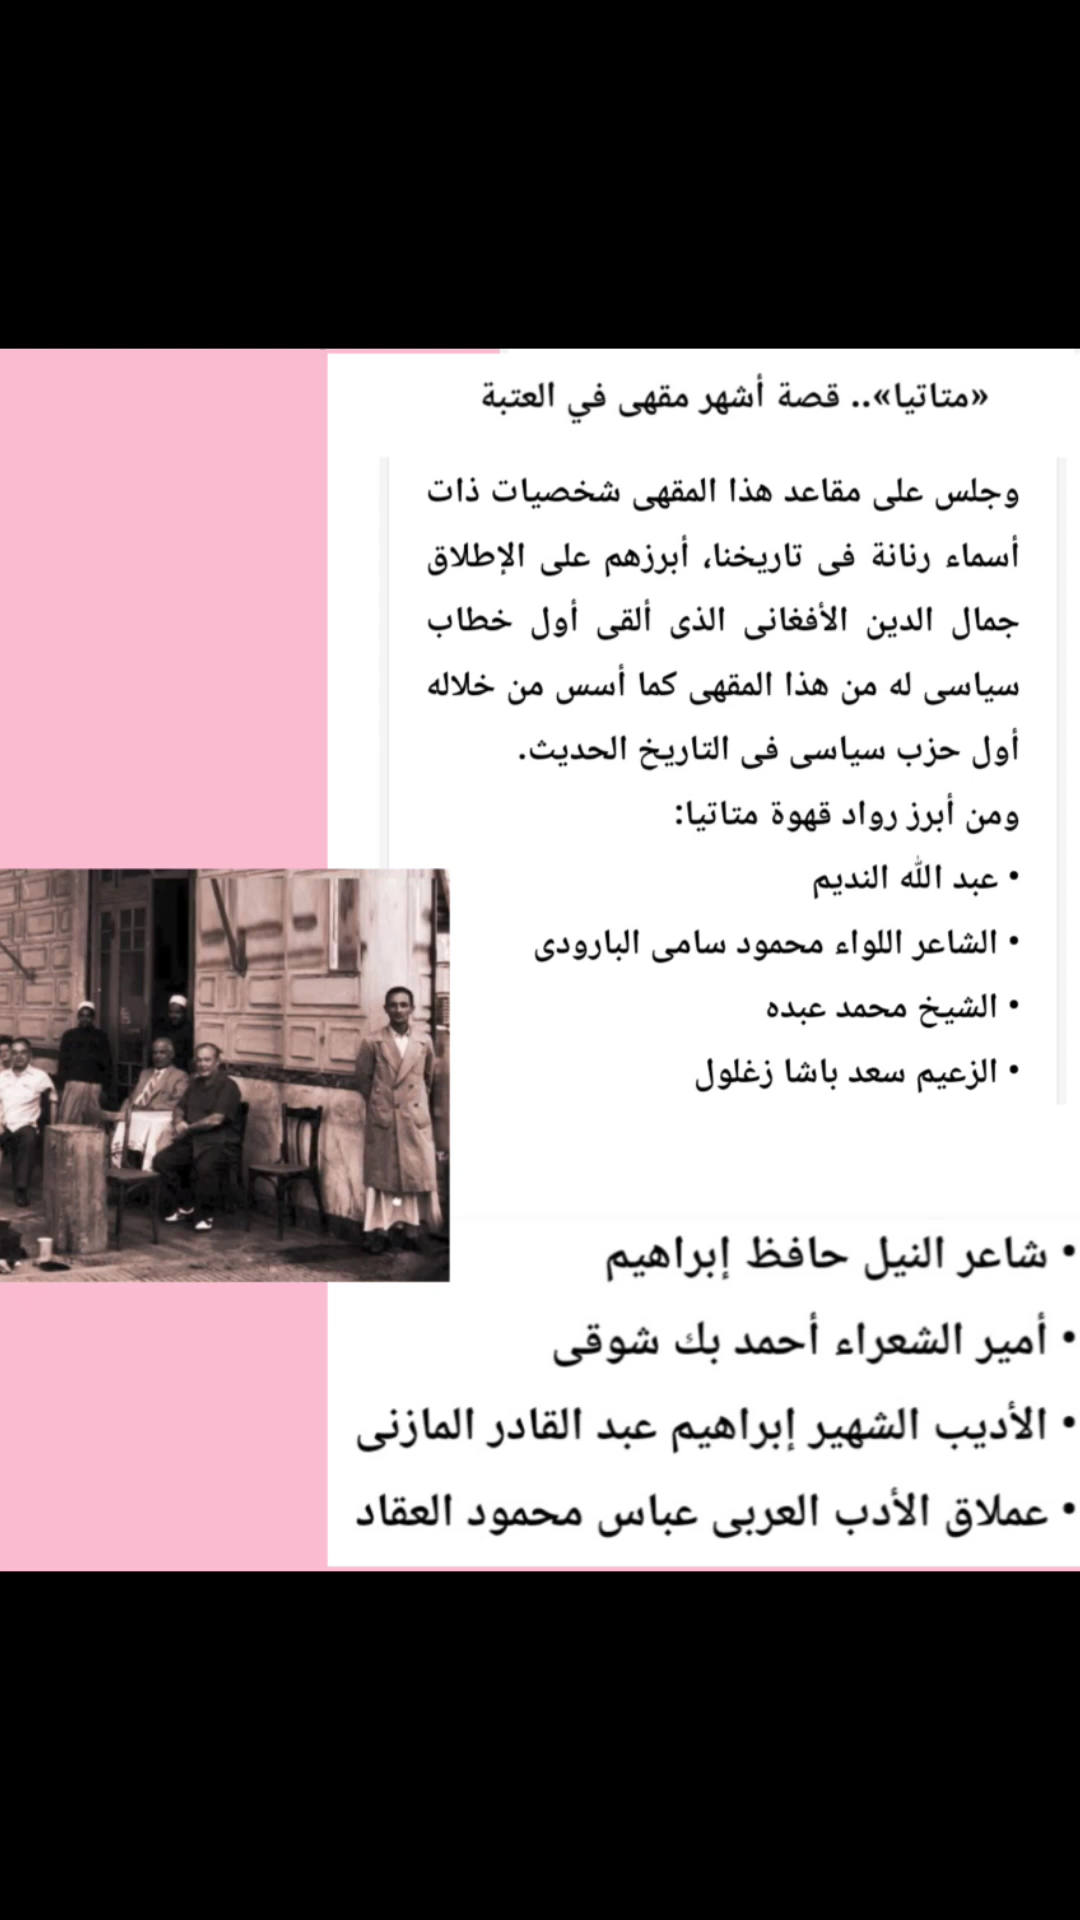 «متاتيا».. قصة أشهر مقهى في العتبة
وجلس على مقاعد هذا المقهى شخصيات ذات
أسماء رنانة فى تاريخنا، أبرزهم على الإطلاق
جمال الدين الأفغانى الذى ألقى أول خطاب
سياسى له من هذا المقهى كما أسس من خلاله
أول حزب سياسى فى التاريخ الحديث.
ومن أبرز رواد قهوة متاتيا:
• عبد الله النديم
• الشاعر اللواء محمود سامى البارودى
• الشيخ محمد عبده
• الزعيم سعد باشا زغلول
• شاعر النيل حافظ إبراهيم
• أمير الشعراء أحمد بك شوقى
• الأديب الشهير إبراهيم عبد القادر المازنى
• عملاق الأدب العربى عباس محمود العقاد